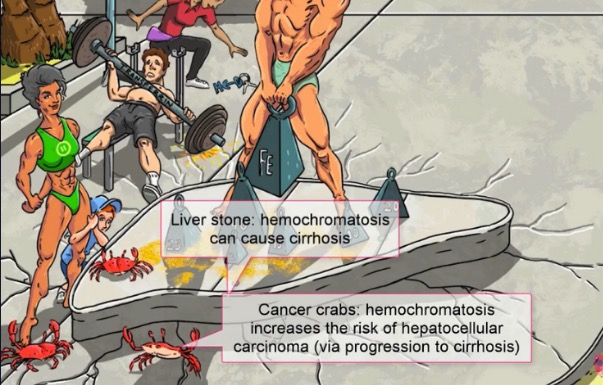 Fe
20
Liver stone: hemochromatosis
can cause cirrhosis
Cancer crabs: hemochromatosis
increases the risk of hepatocellular
carcinoma (via progression to cirrhosis)